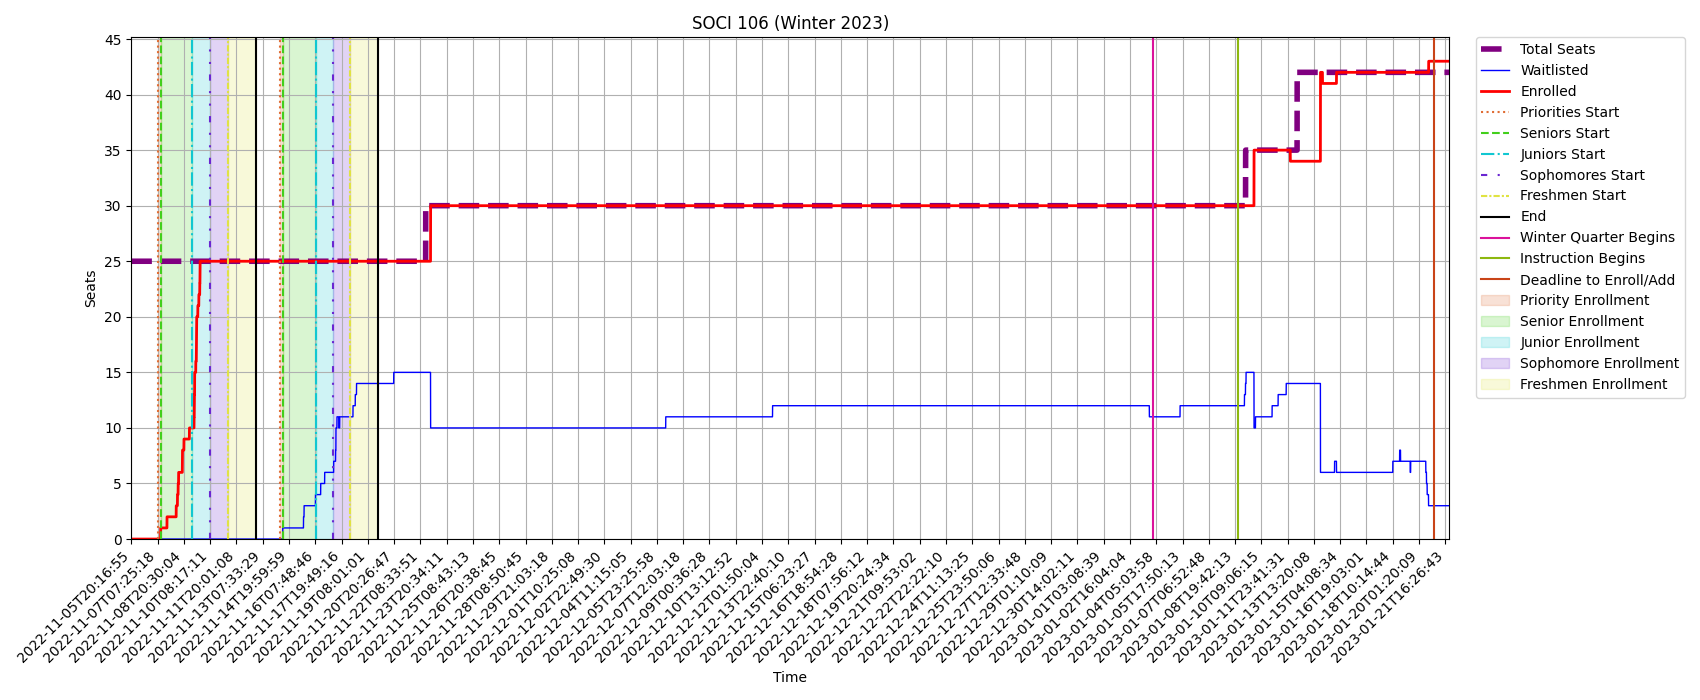 SOCI 106 (Winter 2023)
45
40
35
30
25
20
15
10
5
0
Seats
2022-11-05T20:16:55
2022-11-07T07:25:18
2022-11-08T20:30:04
2022-11-10T08:17:11
2022-11-11T20:01:08
2022-11-13T07:33:29
2022-11-14T19:59:59
2022-11-16T07:48:46
2022-11-17T19:49:16
2022-11-19T08:01:01
2022-11-20T20:26:47
2022-11-22T08:33:51
2022-11-23T20:34:11
2022-11-25T08:43:13
2022-11-26T20:38:45
2022-11-28T08:50:45
2022-11-29T21:03:18
2022-12-01T10:25:08
2022-12-02T22:49:30
2022-12-04T11:15:05
2022-12-05T23:25:58
2022-12-07T12:03:18
2022-12-09T00:36:28
2022-12-10T13:12:52
2022-12-12T01:50:04
2022-12-13T22:40:10
2022-12-15T06:23:27
2022-12-16T18:54:28
2022-12-18T07:56:12
2022-12-19T20:24:34
2022-12-21T09:53:02
2022-12-22T22:22:10
2022-12-24T11:13:25
2022-12-25T23:50:06
2022-12-27T12:33:48
2022-12-29T01:10:09
2022-12-30T14:02:11
2023-01-01T03:08:39
2023-01-02T16:04:04
2023-01-04T05:03:58
2023-01-05T17:50:13
2023-01-07T06:52:48
2023-01-08T19:42:13
2023-01-10T09:06:15
2023-01-11T23:41:31
2023-01-13T13:20:08
2023-01-15T04:08:34
2023-01-16T19:03:01
2023-01-18T10:14:44
2023-01-20T01:20:09
2023-01-21T16:26:43
Time
Total Seats
Waitlisted
Enrolled
Priorities Start
Seniors Start
Juniors Start
Sophomores Start
Freshmen Start
End
Winter Quarter Begins
Instruction Begins
Deadline to Enroll/Add
Priority Enrollment
Senior Enrollment
Junior Enrollment
Sophomore Enrollment
Freshmen Enrollment